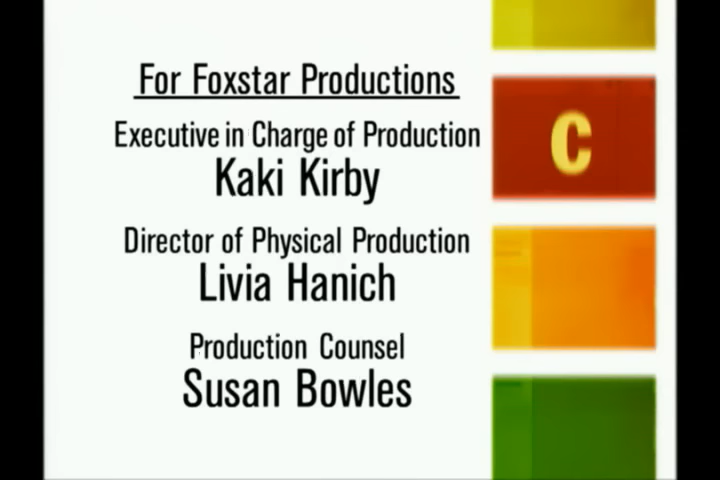 For Foxstar Productions
Executive in Charge of Production
Kaki Kirby
C
Director of Physical Production
Livia Hanich
Production Counsel
Susan Bowles